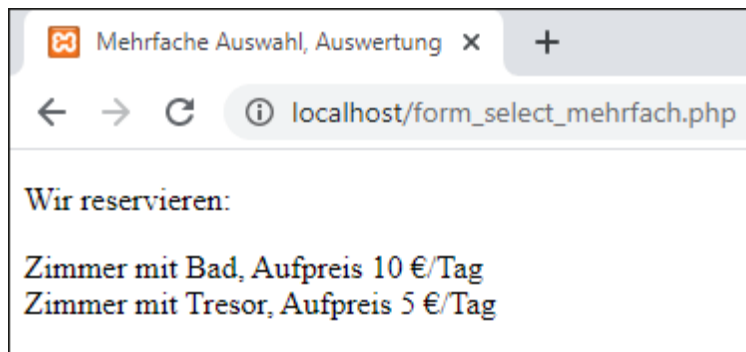 Mehrfache Auswahl, Auswertung
localhost/form_select_mehrfach.php
Wir reservieren:
Zimmer mit Bad, Aufpreis 10 €/Tag
Zimmer mit Tresor, Aufpreis 5 €/Tag